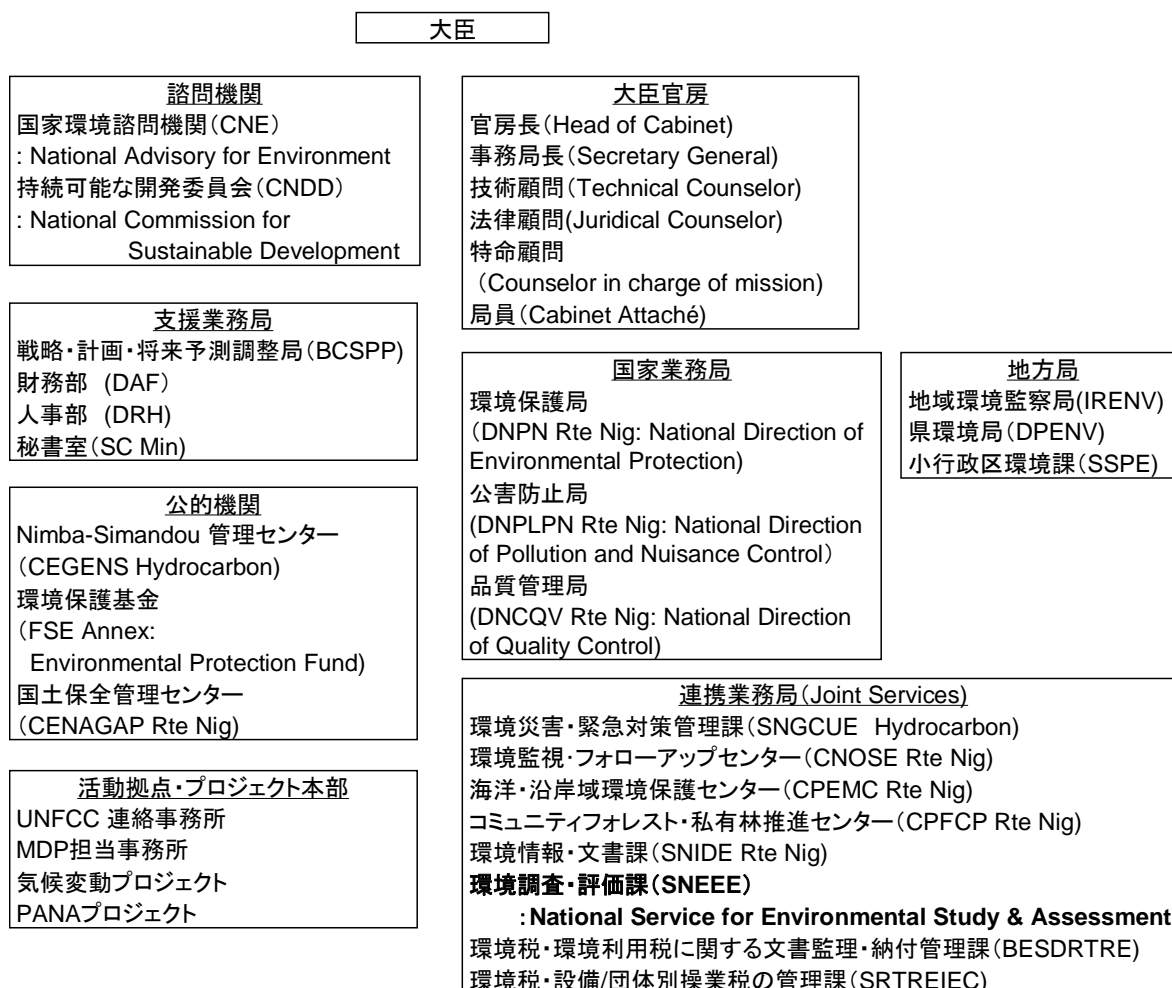 大臣
諮問機関
国家環境諮問機関（CNE）
: National Advisory for Environment
持続可能な開発委員会（CNDD）
: National Commission for
Sustainable Development
大臣官房
官房長（Head of Cabinet)
事務局長（Secretary General)
技術顧問（Technical Counselor)
法律顧問(Juridical Counselor)
特命顧問
（Counselor in charge of mission)
局員（Cabinet Attaché)
支援業務局
戦略・計画・将来予測調整局（BCSPP)
財務部 (DAF）
人事部 (DRH)
秘書室（SC Min)
国家業務局
環境保護局
（DNPN Rte Nig: National Direction of
Environmental Protection)
公害防止局
(DNPLPN Rte Nig: National Direction
of Pollution and Nuisance Control）
品質管理局
(DNCQV Rte Nig: National Direction
of Quality Control)
地方局
地域環境監察局(IRENV)
県環境局（DPENV)
小行政区環境課（SSPE)
公的機関
Nimba-Simandou 管理センター
（CEGENS Hydrocarbon)
環境保護基金
（FSE Annex:
Environmental Protection Fund)
国土保全管理センター
（CENAGAP Rte Nig)
連携業務局（Joint Services)
環境災害・緊急対策管理課（SNGCUE Hydrocarbon)
環境監視・フォローアップセンター（CNOSE Rte Nig)
海洋・沿岸域環境保護センター（CPEMC Rte Nig)
コミュニティフォレスト・私有林推進センター（CPFCP Rte Nig)
環境情報・文書課（SNIDE Rte Nig)
環境調査・評価課（SNEEE）
：National Service for Environmental Study & Assessment
環境税・環境利用税に関する文書監理・納付管理課（BESDRTRE)
環境税・設備/団体別操業税の管理課（SRTREIEC)
活動拠点・プロジェクト本部
UNFCC 連絡事務所
MDP担当事務所
気候変動プロジェクト
PANAプロジェクト